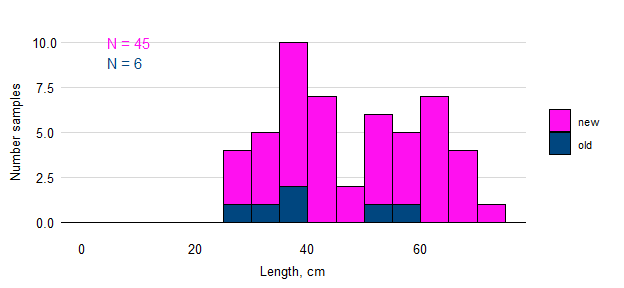 N = 45
N = 6
10.0
7.5
5.0
2.5
0.0
Number samples
0 20 40 60
Length, cm
new
old